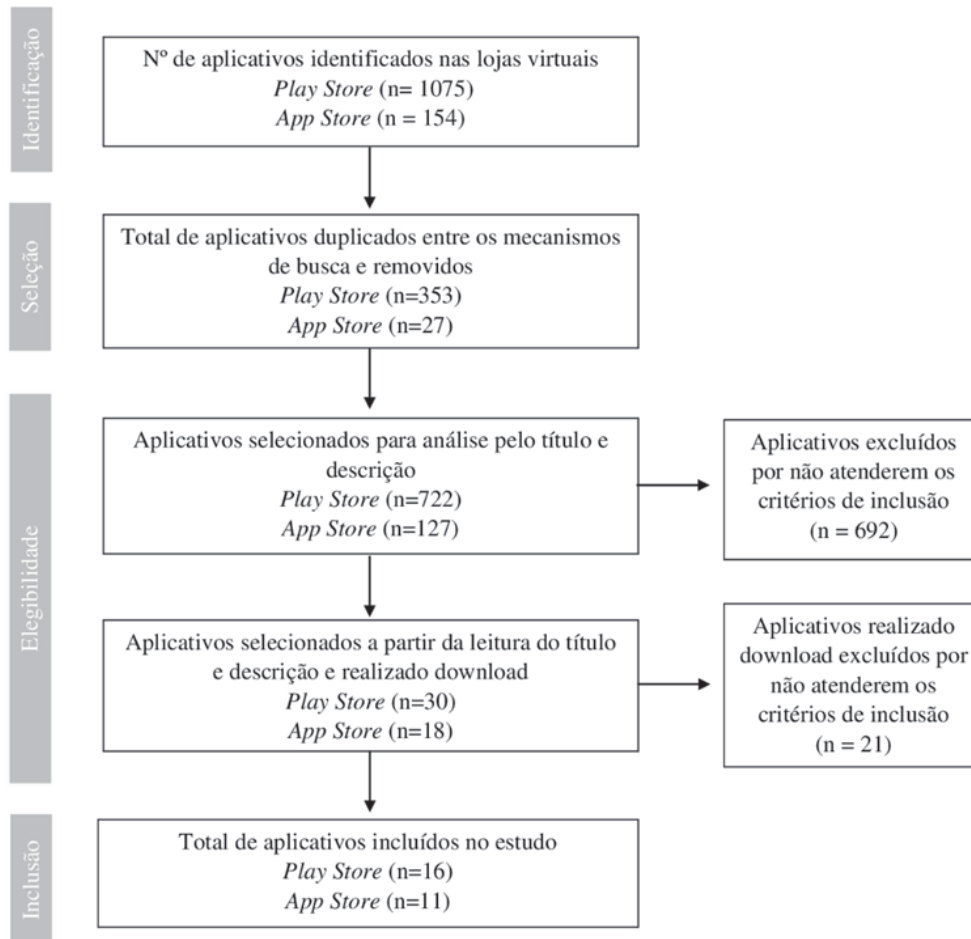 Identificação
Nº de aplicativos identificados nas lojas virtuais
Play Store (n= 1075)
App Store (n = 154)
Seleção
Total de aplicativos duplicados entre os mecanismos
de busca e removidos
Play Store (n=353)
App Store (n=27)
Elegibilidade
Aplicativos selecionados para análise pelo título e
descrição
Play Store (n=722)
App Store (n=127)
Aplicativos excluídos
por não atenderem os
critérios de inclusão
(n = 692)
Aplicativos selecionados a partir da leitura do título
e descrição e realizado download
Play Store (n=30)
App Store (n=18)
Aplicativos realizado
download excluídos por
não atenderem os
critérios de inclusão
(n = 21)
Inclusão
Total de aplicativos incluídos no estudo
Play Store (n=16)
App Store (n=11)